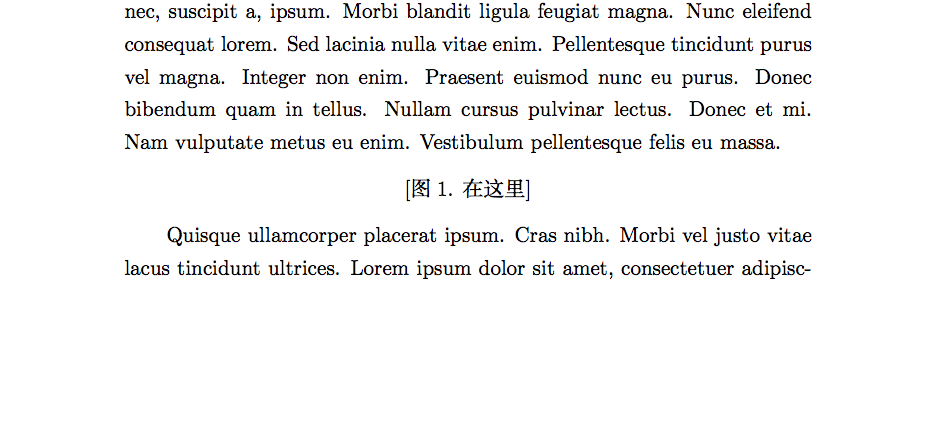 nec, suscipit a, ipsum. Morbi blandit ligula feugiat magna. Nunc eleifend
consequat lorem. Sed lacinia nulla vitae enim. Pellentesque tincidunt purus
vel magna. Integer non enim. Praesent euismod nunc eu purus. Donec
bibendum quam in tellus. Nullam cursus pulvinar lectus. Donec et mi.
Nam vulputate metus eu enim. Vestibulum pellentesque felis eu massa.
[图 1. 在这里]
Quisque ullamcorper placerat ipsum. Cras nibh. Morbi vel justo vitae
lacus tincidunt ultrices. Lorem ipsum dolor sit amet, consectetuer adipisc-